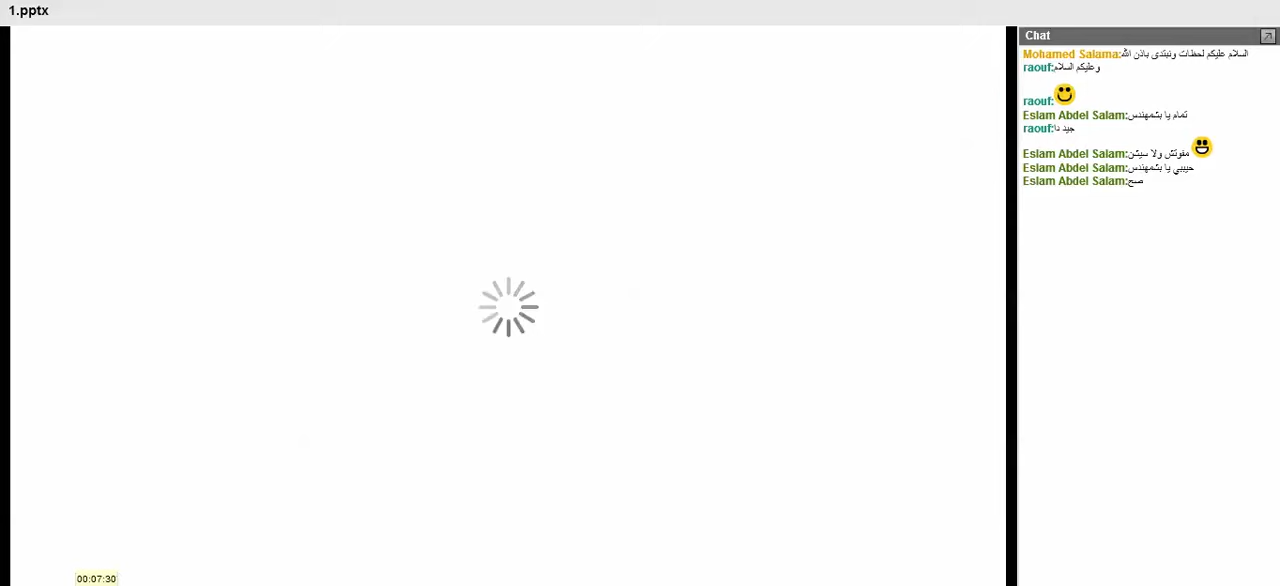 1.pptx
Chat
Mohamed Salama:السلام عليكم لحظات ونبتدى باذن الله
raouf:وعليكم السلام
raouf:
Eslam Abdel Salam:تمام يا بشمهندس
raouf:جيد دا
Eslam Abdel Salam:مفوتش ولا سيشن
Eslam Abdel Salam:حبيبي يا بشمهندس
Eslam Abdel Salam:صح
00:07:30